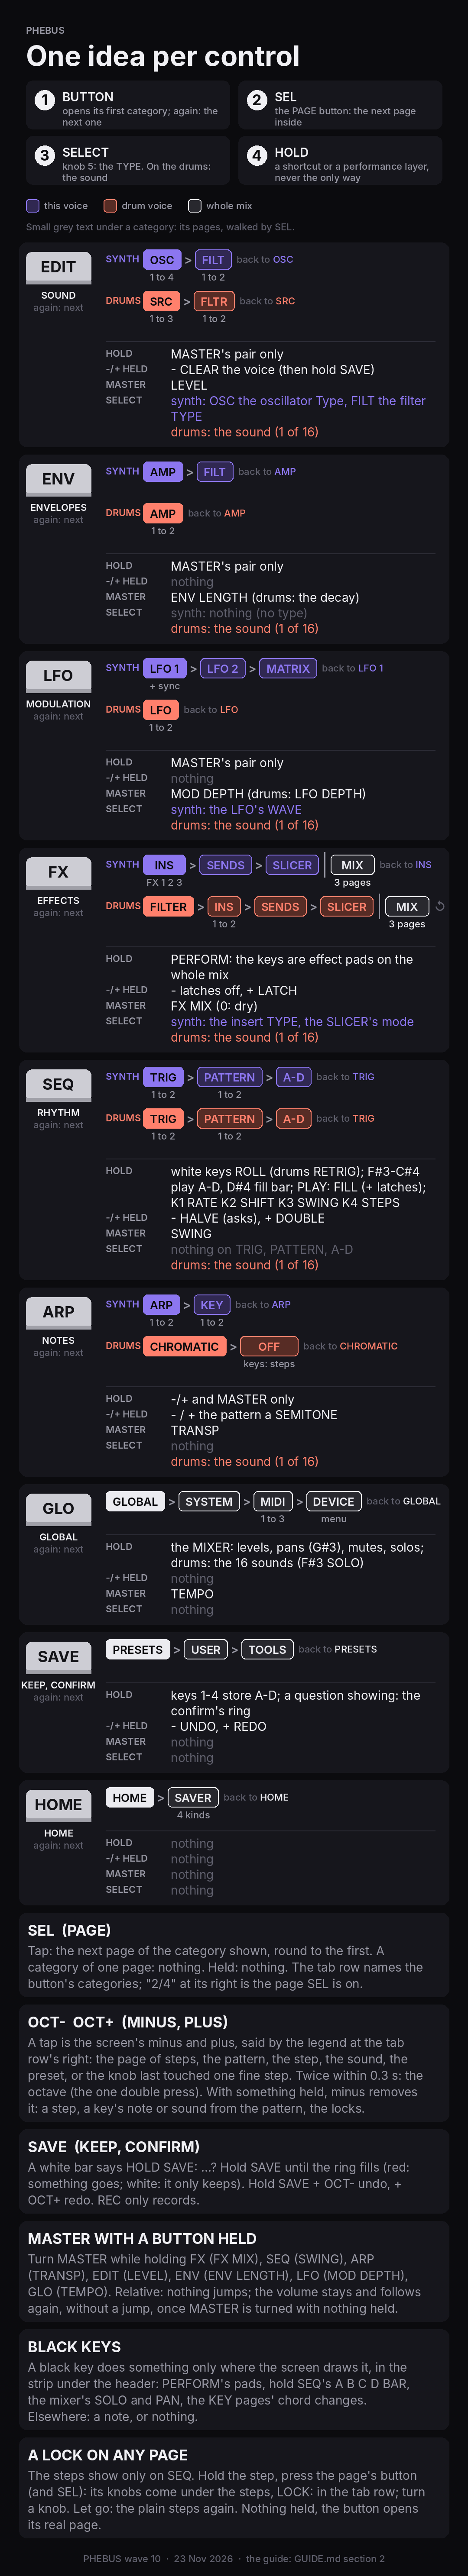 PHEBUS
One idea per control
1 BUTTON
opens its first category; again: the
next one
2 SEL
the PAGE button: the next page
inside
3 SELECT
knob 5: the TYPE. On the drums:
the sound
4 HOLD
a shortcut or a performance layer,
never the only way
this voice drum voice whole mix
Small grey text under a category: its pages, walked by SEL.
EDIT
SOUND
again: next
SYNTH OSC > FILT back to OSC
1 to 4 1 to 2
DRUMS SRC > FLTR back to SRC
1 to 3 1 to 2
HOLD MASTER's pair only
-/+ HELD - CLEAR the voice (then hold SAVE)
MASTER LEVEL
SELECT synth: OSC the oscillator Type, FILT the filter
TYPE
drums: the sound (1 of 16)
ENV
ENVELOPES
again: next
SYNTH AMP > FILT back to AMP
DRUMS AMP back to AMP
1 to 2
HOLD MASTER's pair only
-/+ HELD nothing
MASTER ENV LENGTH (drums: the decay)
SELECT synth: nothing (no type)
drums: the sound (1 of 16)
LFO
MODULATION
again: next
SYNTH LFO 1 > LFO 2 > MATRIX back to LFO 1
+ sync
DRUMS LFO back to LFO
1 to 2
HOLD MASTER's pair only
-/+ HELD nothing
MASTER MOD DEPTH (drums: LFO DEPTH)
SELECT synth: the LFO's WAVE
drums: the sound (1 of 16)
FX
EFFECTS
again: next
SYNTH INS > SENDS > SLICER MIX back to INS
FX 1 2 3 3 pages
DRUMS FILTER > INS > SENDS > SLICER MIX
1 to 2 3 pages
HOLD PERFORM: the keys are effect pads on the
whole mix
-/+ HELD - latches off, + LATCH
MASTER FX MIX (0: dry)
SELECT synth: the insert TYPE, the SLICER's mode
drums: the sound (1 of 16)
SEQ
RHYTHM
again: next
SYNTH TRIG > PATTERN > A-D back to TRIG
1 to 2 1 to 2
DRUMS TRIG > PATTERN > A-D back to TRIG
1 to 2 1 to 2
HOLD white keys ROLL (drums RETRIG); F#3-C#4
play A-D, D#4 fill bar; PLAY: FILL (+ latches);
K1 RATE K2 SHIFT K3 SWING K4 STEPS
-/+ HELD - HALVE (asks), + DOUBLE
MASTER SWING
SELECT nothing on TRIG, PATTERN, A-D
drums: the sound (1 of 16)
ARP
NOTES
again: next
SYNTH ARP > KEY back to ARP
1 to 2 1 to 2
DRUMS CHROMATIC > OFF back to CHROMATIC
keys: steps
HOLD -/+ and MASTER only
-/+ HELD - / + the pattern a SEMITONE
MASTER TRANSP
SELECT nothing
drums: the sound (1 of 16)
GLO
GLOBAL
again: next
GLOBAL > SYSTEM > MIDI > DEVICE back to GLOBAL
1 to 3 menu
HOLD the MIXER: levels, pans (G#3), mutes, solos;
drums: the 16 sounds (F#3 SOLO)
-/+ HELD nothing
MASTER TEMPO
SELECT nothing
SAVE
KEEP, CONFIRM
again: next
PRESETS > USER > TOOLS back to PRESETS
HOLD keys 1-4 store A-D; a question showing: the
confirm's ring
-/+ HELD - UNDO, + REDO
MASTER nothing
SELECT nothing
HOME
HOME
again: next
HOME > SAVER back to HOME
4 kinds
HOLD nothing
-/+ HELD nothing
MASTER nothing
SELECT nothing
SEL (PAGE)
Tap: the next page of the category shown, round to the first. A
category of one page: nothing. Held: nothing. The tab row names the
button's categories; "2/4" at its right is the page SEL is on.
OCT- OCT+ (MINUS, PLUS)
A tap is the screen's minus and plus, said by the legend at the tab
row's right: the page of steps, the pattern, the step, the sound, the
preset, or the knob last touched one fine step. Twice within 0.3 s: the
octave (the one double press). With something held, minus removes
it: a step, a key's note or sound from the pattern, the locks.
SAVE (KEEP, CONFIRM)
A white bar says HOLD SAVE: ...? Hold SAVE until the ring fills (red:
something goes; white: it only keeps). Hold SAVE + OCT- undo, +
OCT+ redo. REC only records.
MASTER WITH A BUTTON HELD
Turn MASTER while holding FX (FX MIX), SEQ (SWING), ARP
(TRANSP), EDIT (LEVEL), ENV (ENV LENGTH), LFO (MOD DEPTH),
GLO (TEMPO). Relative: nothing jumps; the volume stays and follows
again, without a jump, once MASTER is turned with nothing held.
BLACK KEYS
A black key does something only where the screen draws it, in the
strip under the header: PERFORM's pads, hold SEQ's A B C D BAR,
the mixer's SOLO and PAN, the KEY pages' chord changes.
Elsewhere: a note, or nothing.
A LOCK ON ANY PAGE
The steps show only on SEQ. Hold the step, press the page's button
(and SEL): its knobs come under the steps, LOCK: in the tab row; turn
a knob. Let go: the plain steps again. Nothing held, the button opens
its real page.
PHEBUS wave 10 · 23 Nov 2026 · the guide: GUIDE.md section 2